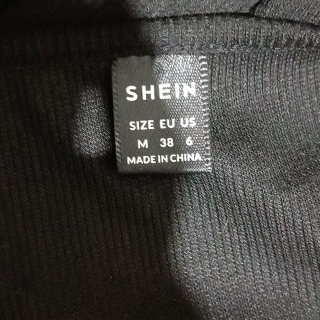 SHEIN
SIZE EU US
M 38 6
MADE IN CHINA